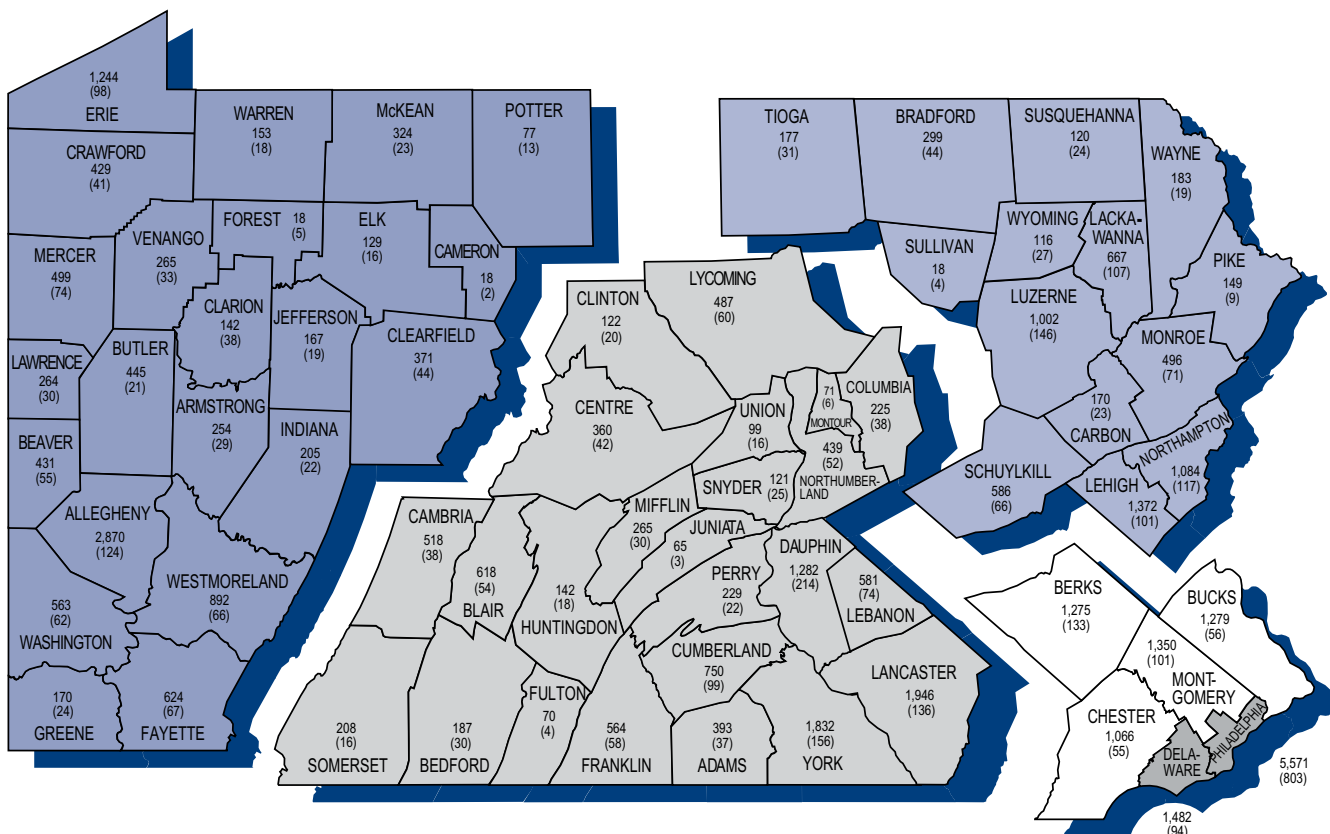 1,244
(98)
ERIE
WARREN
153
(18)
McKEAN
324
(23)
POTTER
77
(13)
CRAWFORD
429
(41)
FOREST 18
(5)
ELK
129
(16)
CAMERON
18
(2)
VENANGO
265
(33)
MERCER
499
(74)
CLARION
142
(38)
JEFFERSON
167
(19)
CLEARFIELD
371
(44)
LAWRENCE
264
(30)
BUTLER
445
(21)
ARMSTRONG
254
(29)
INDIANA
205
(22)
BEAVER
431
(55)
ALLEGHENY
2,870
(124)
WESTMORELAND
892
(66)
563
(62)
WASHINGTON
170
(24)
GREENE
624
(67)
FAYETTE
CLINTON
122
(20)
LYCOMING
487
(60)
CENTRE
360
(42)
UNION
99
(16)
71
(6)
MONTOUR
COLUMBIA
225
(38)
439
(52)
NORTHUMBER-
LAND
SNYDER 121
(25)
MIFFLIN
265
(30)
JUNIATA
65
(3)
CAMBRIA
518
(38)
618
(54)
BLAIR
142
(18)
HUNTINGDON
PERRY
229
(22)
DAUPHIN
1,282
(214)
581
(74)
LEBANON
CUMBERLAND
750
(99)
LANCASTER
1,946
(136)
208
(16)
SOMERSET
187
(30)
BEDFORD
FULTON
70
(4)
564
(58)
FRANKLIN
393
(37)
ADAMS
1,832
(156)
YORK
TIOGA
177
(31)
BRADFORD
299
(44)
SUSQUEHANNA
120
(24)
WAYNE
183
(19)
SULLIVAN
18
(4)
WYOMING
116
(27)
LACKA-
WANNA
667
(107)
PIKE
149
(9)
LUZERNE
1,002
(146)
MONROE
496
(71)
170
(23)
CARBON
NORTHAMPTON
1,084
(117)
SCHUYLKILL
586
(66)
LEHIGH
1,372
(101)
BERKS
1,275
(133)
BUCKS
1,279
(56)
1,350
(101)
MONT-
GOMERY
CHESTER
1,066
(55)
DELA-
WARE
PHILADELPHIA
5,571
(803)
1,482
(94)